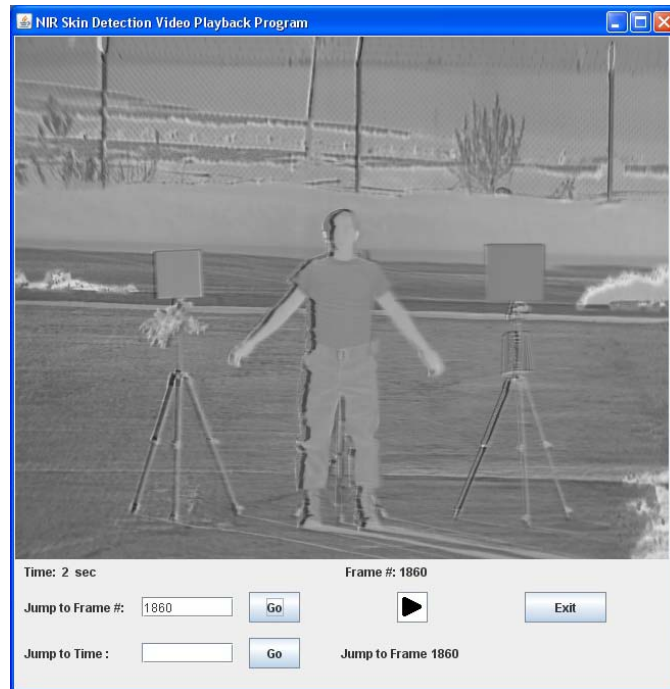 NIR Skin Detection Video Playback Program
Time: 2 sec Frame #: 1860
Jump to Frame #: 1860 Go Exit
Jump to Time : Go Jump to Frame 1860